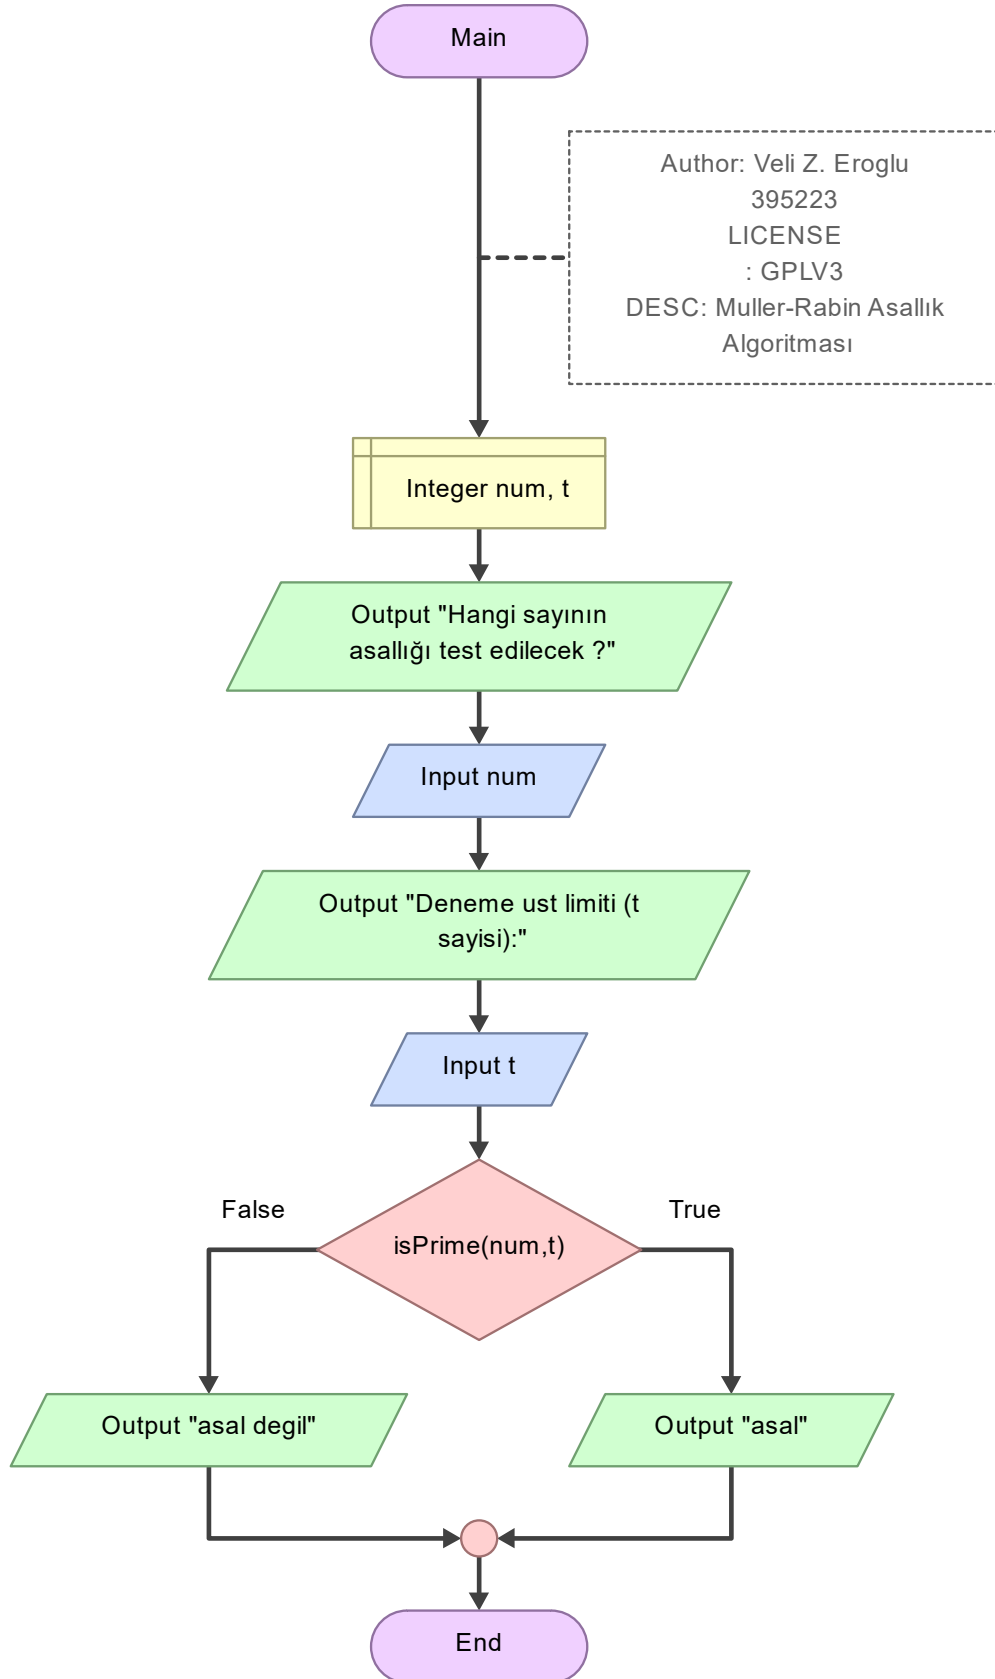 Main
Author: Veli Z. Eroglu
395223
LICENSE
: GPLV3
DESC: Muller-Rabin Asallık
Algoritması
Integer num, t
Output "Hangi sayının
asallığı test edilecek ?"
Input num
Output "Deneme ust limiti (t
sayisi):"
Input t
False
True
isPrime(num,t)
Output "asal degil"
Output "asal"
End